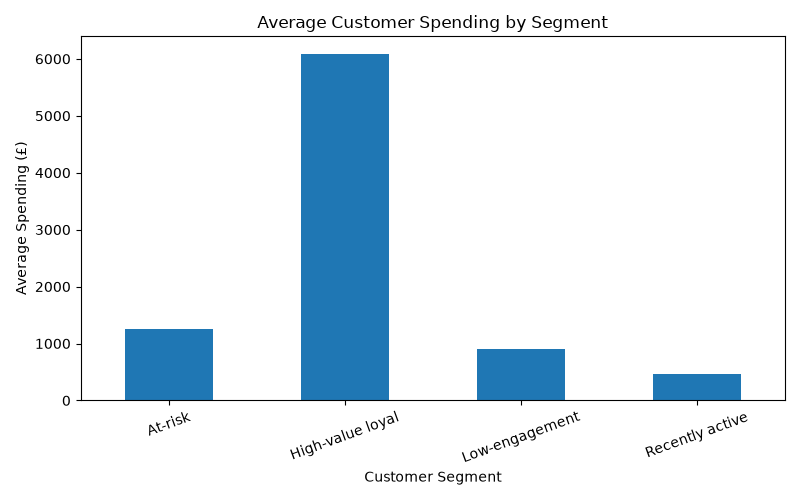 Average Customer Spending by Segment
Average Spending (£)
6000
5000
4000
3000
2000
1000
0
At-risk
High-value loyal
Low-engagement
Recently active
Customer Segment